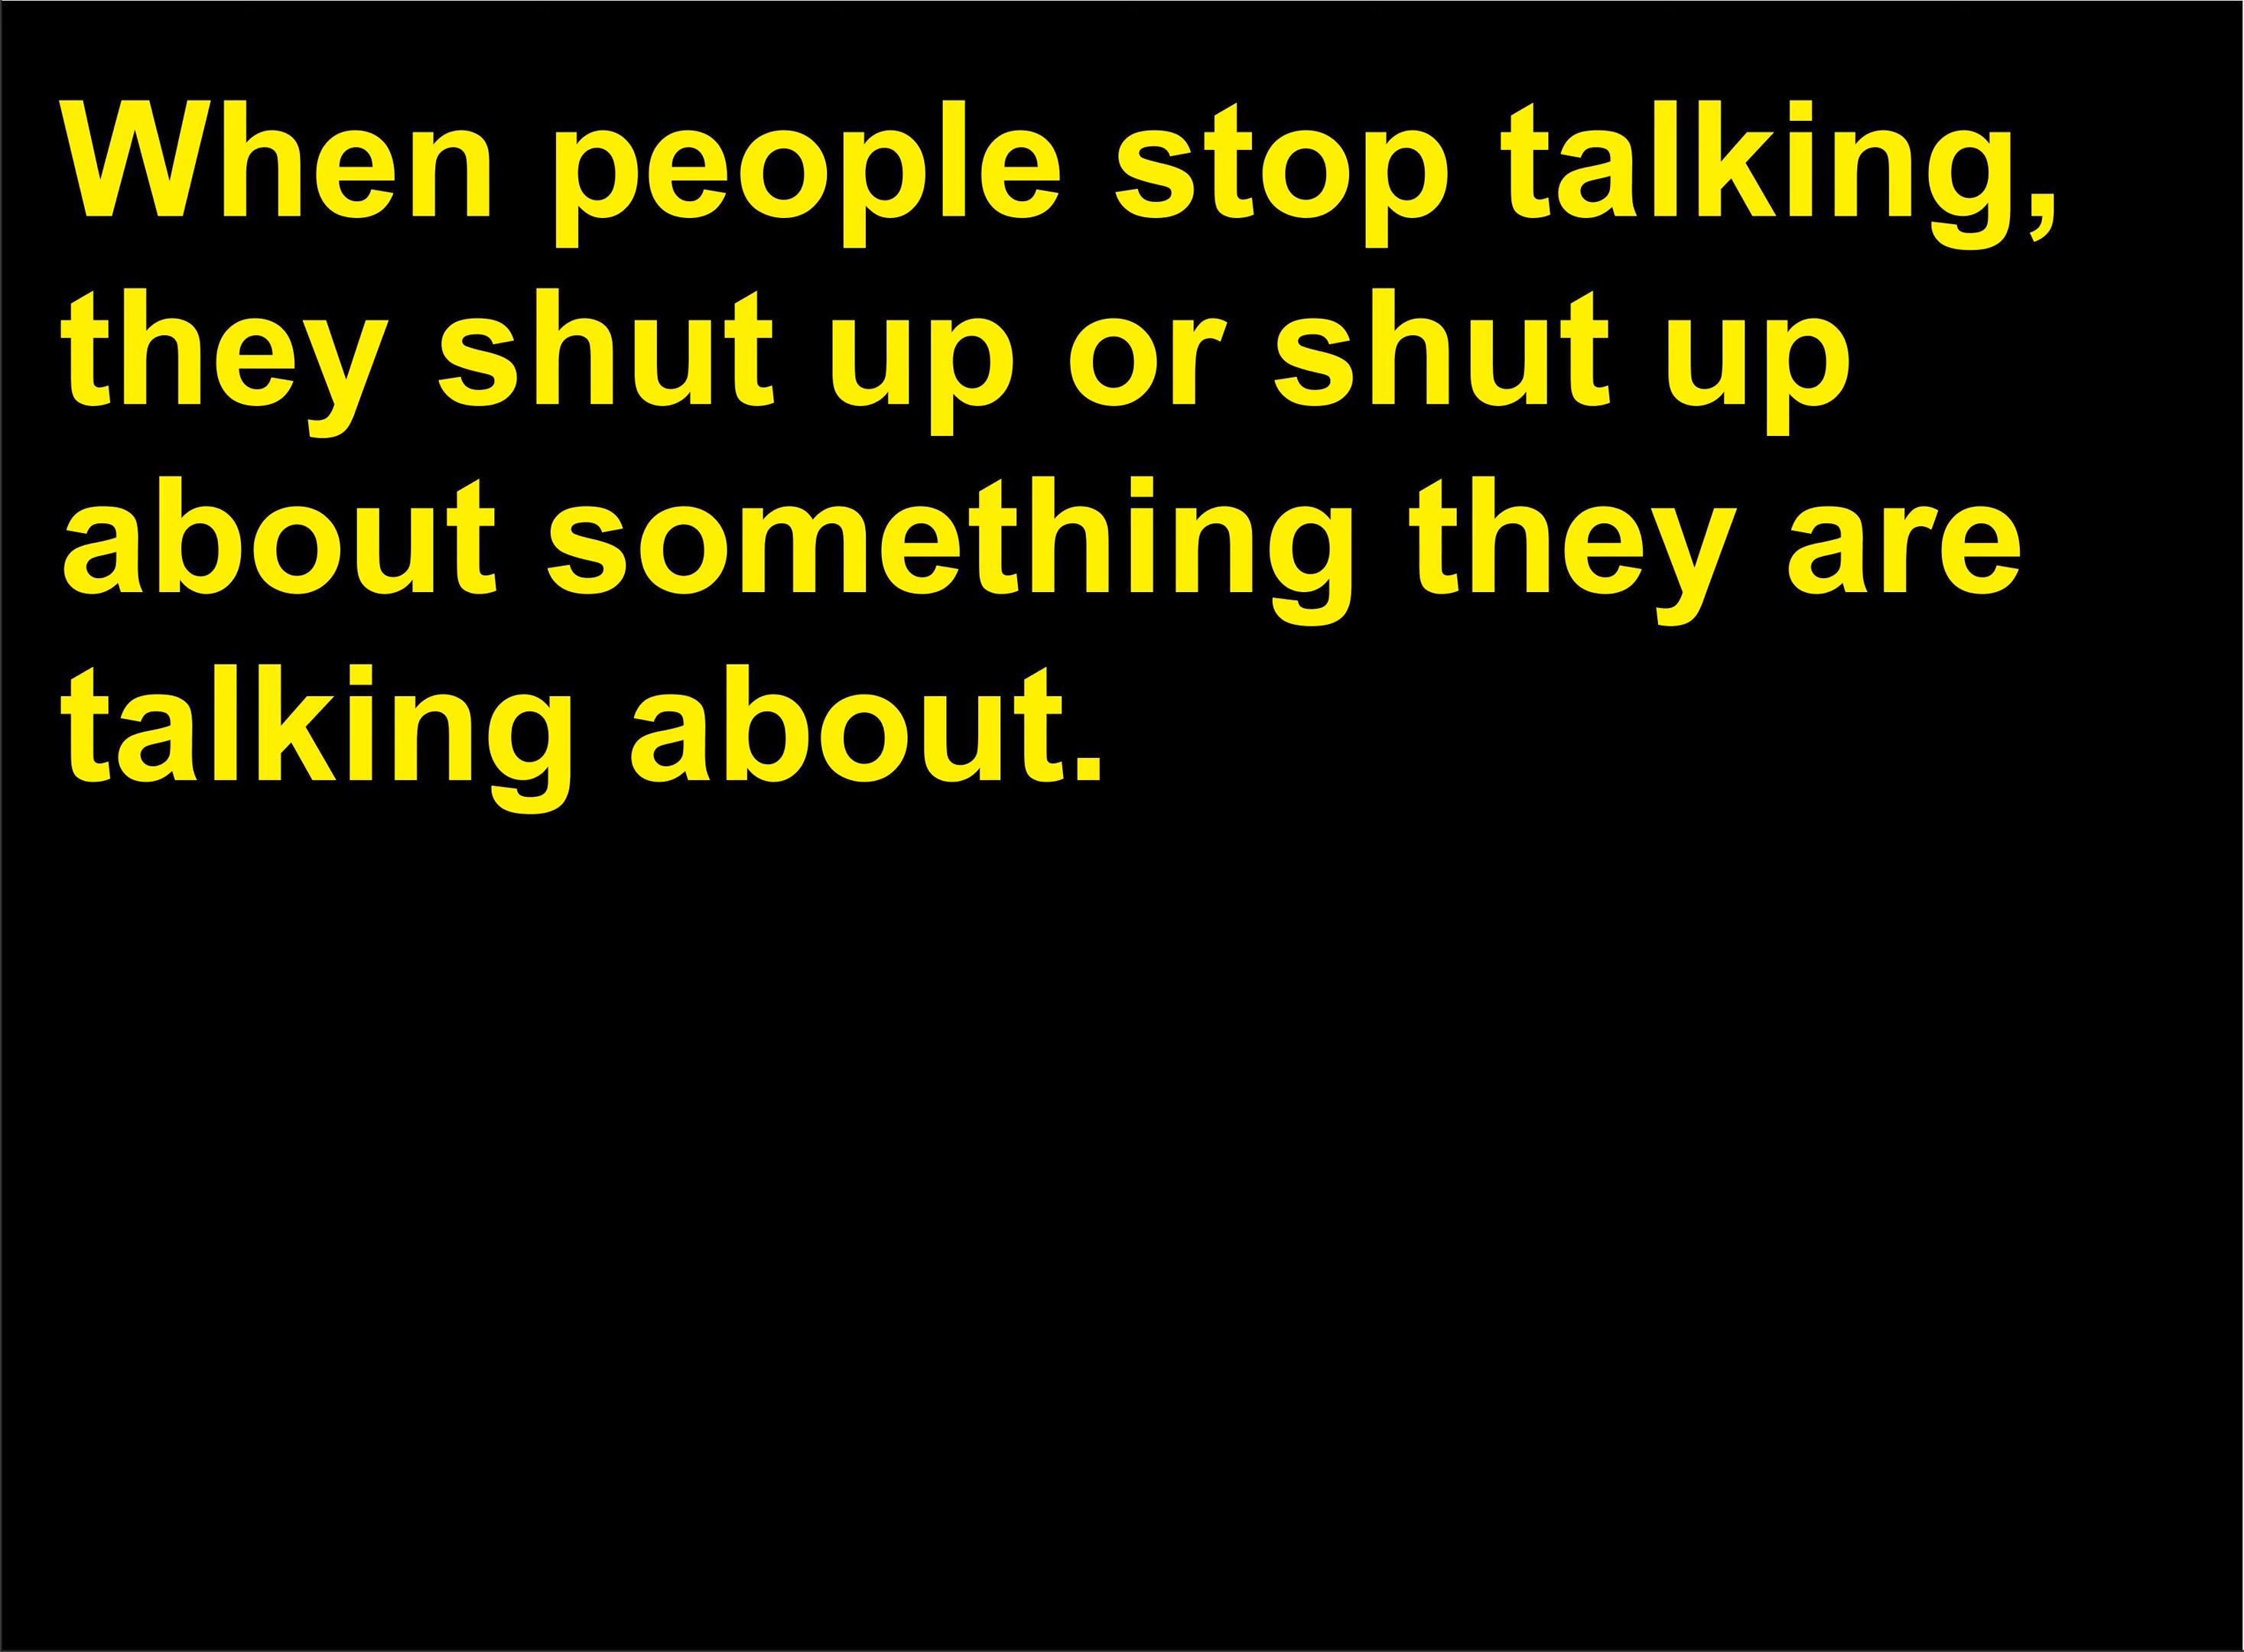 When people stop talking,
they shut up or shut up
about something they are
talking about.